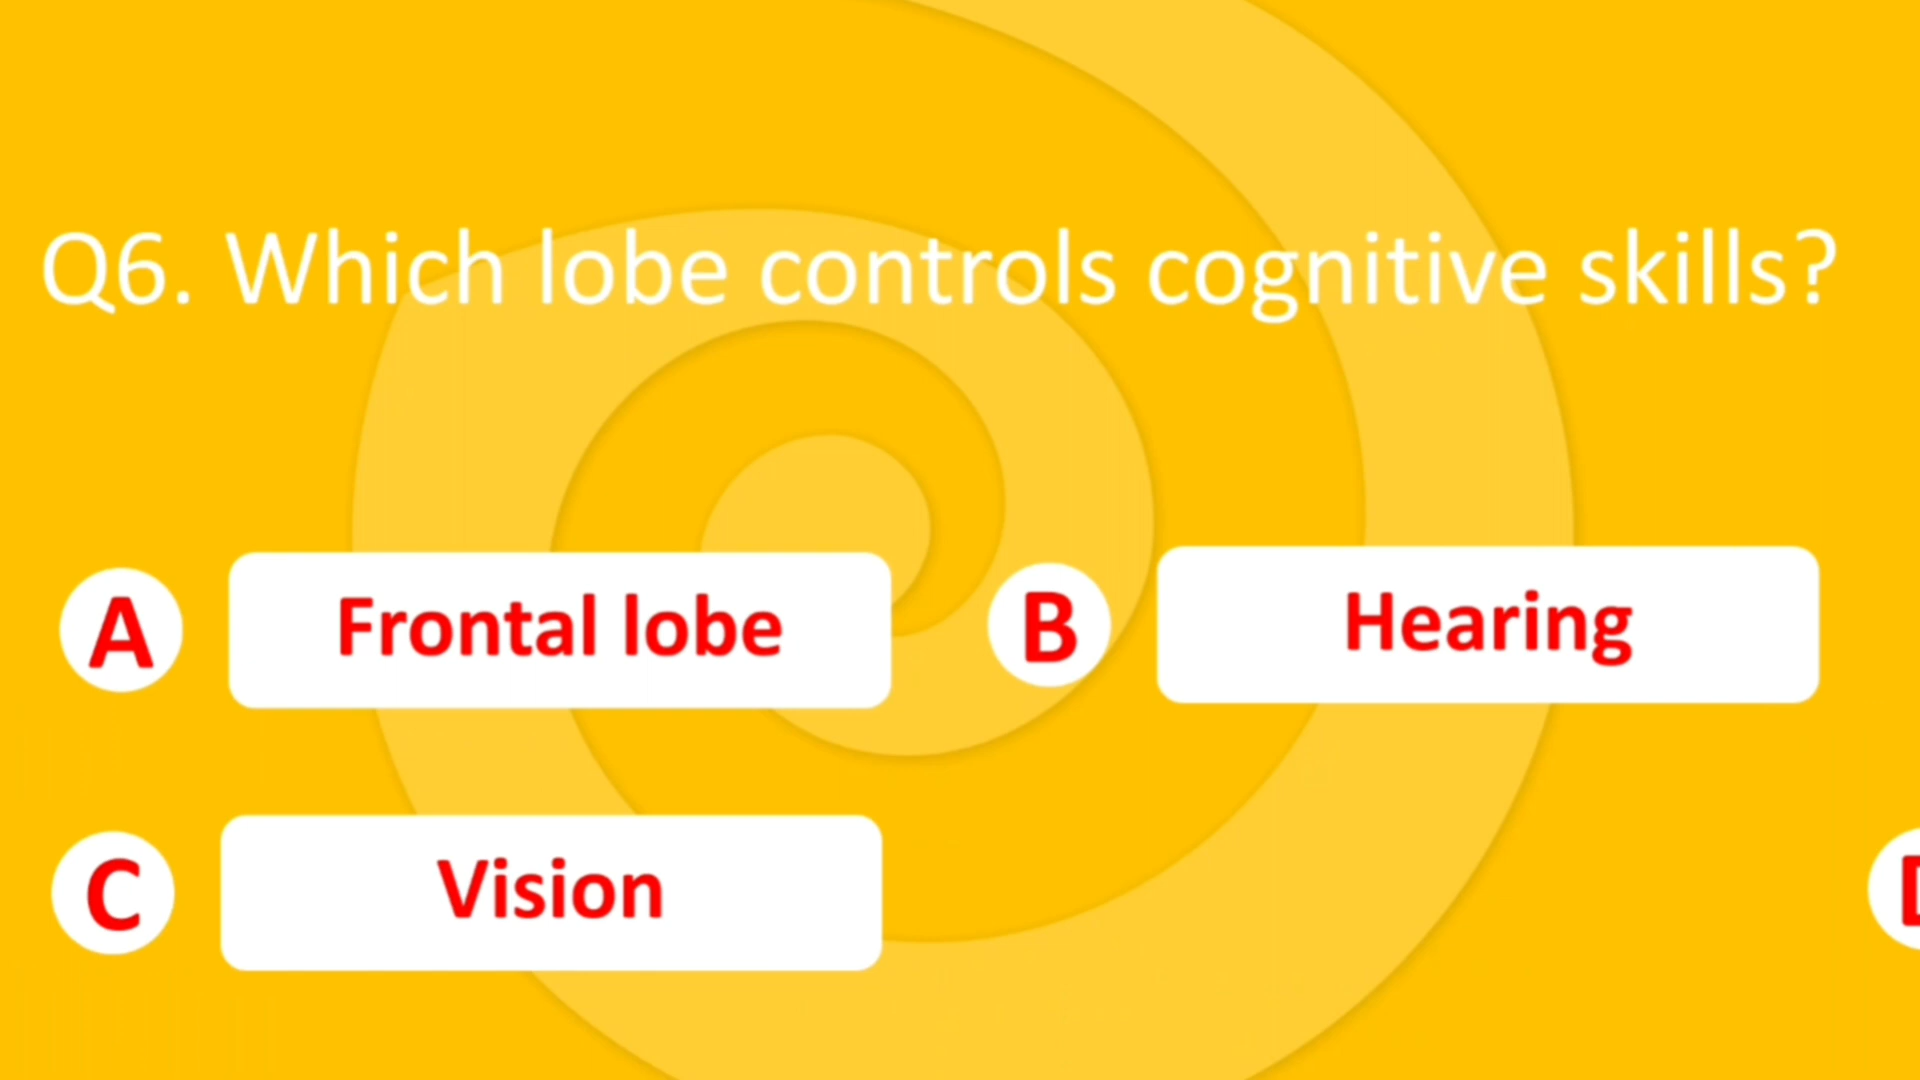 Q6. Which lobe controls cognitive skills?
A Frontal lobe B Hearing
C Vision